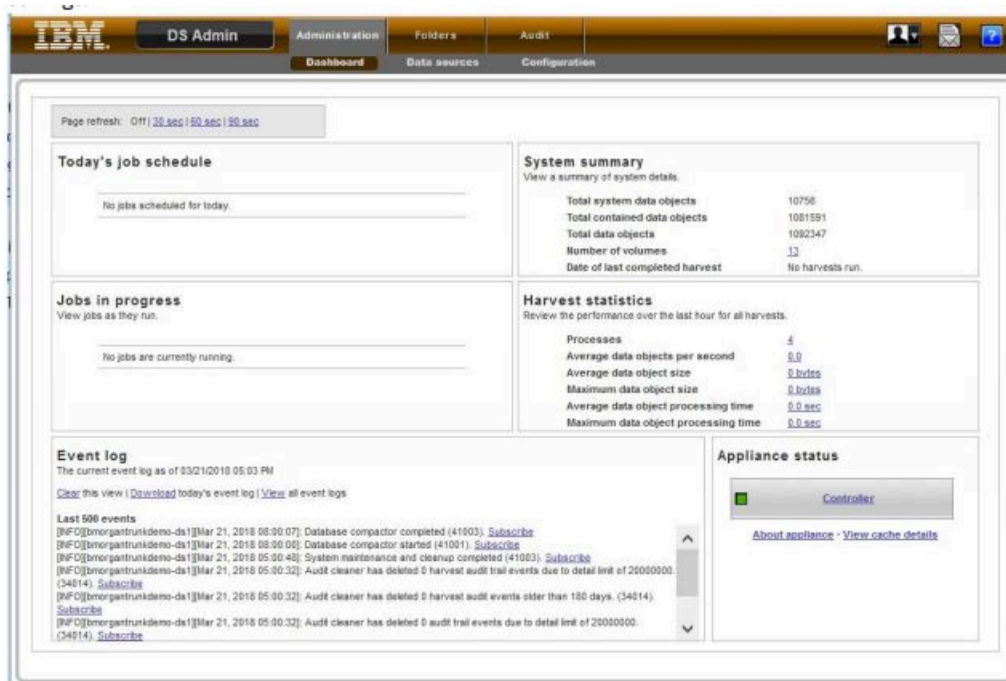 IBM. DS Admin Administration Folders Audit
Dashboard Data sources Configuration
Page refresh: Off | 30 sec | 60 sec | 90 sec
Today's job schedule
No jobs scheduled for today.
System summary
View a summary of system details.
Total system data objects 10756
Total contained data objects 1081591
Total data objects 1092347
Number of volumes 13
Date of last completed harvest No harvests run.
Jobs in progress
View jobs as they run.
No jobs are currently running.
Harvest statistics
Review the performance over the last hour for all harvests.
Processes 4
Average data objects per second 0.0
Average data object size 0 bytes
Maximum data object size 0 bytes
Average data object processing time 0.0 sec
Maximum data object processing time 0.0 sec
Event log
The current event log as of 03/21/2018 05:03 PM
Clear this view | Download today's event log | View all event logs
Last 500 events
[INFO][bmorgantrunkdemo-ds1][Mar 21, 2018 08:00:07]: Database compactor completed (41003). Subscribe
[INFO][bmorgantrunkdemo-ds1][Mar 21, 2018 08:00:00]: Database compactor started (41001). Subscribe
[INFO][bmorgantrunkdemo-ds1][Mar 21, 2018 05:00:48]: System maintenance and cleanup completed (41003). Subscribe
[INFO][bmorgantrunkdemo-ds1][Mar 21, 2018 05:00:32]: Audit cleaner has deleted 0 harvest audit trail events due to detail limit of 20000000.
(34014). Subscribe
[INFO][bmorgantrunkdemo-ds1][Mar 21, 2018 05:00:32]: Audit cleaner has deleted 0 harvest audit events older than 180 days. (34014).
Subscribe
[INFO][bmorgantrunkdemo-ds1][Mar 21, 2018 05:00:32]: Audit cleaner has deleted 0 audit trail events due to detail limit of 20000000.
(34014). Subscribe
Appliance status
Controller
About appliance - View cache details